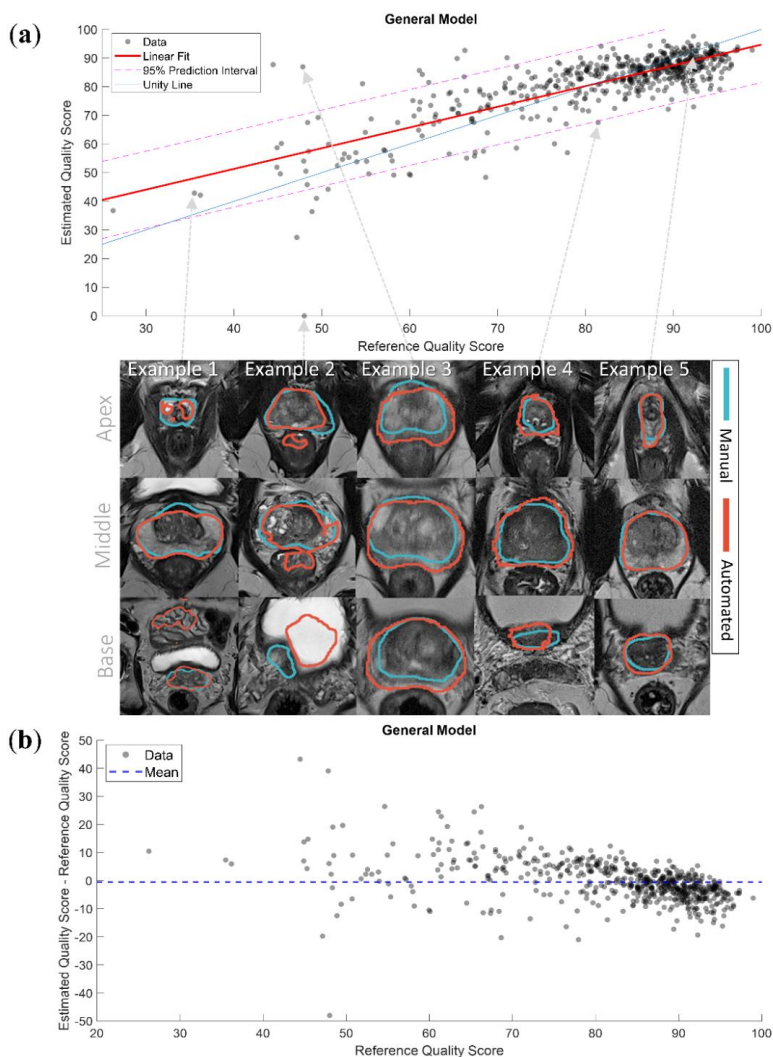 (a)
General Model
Data
Linear Fit
95% Prediction Interval
Unity Line
Estimated Quality Score
100
90
80
70
60
50
40
30
20
10
0
30 40 50 60 70 80 90 100
Reference Quality Score
Example 1 Example 2 Example 3 Example 4 Example 5
Apex
Middle
Base
Manual
Automated
(b)
General Model
Data
Mean
Estimated Quality Score - Reference Quality Score
50
40
30
20
10
0
-10
-20
-30
-40
-50
20 30 40 50 60 70 80 90 100
Reference Quality Score